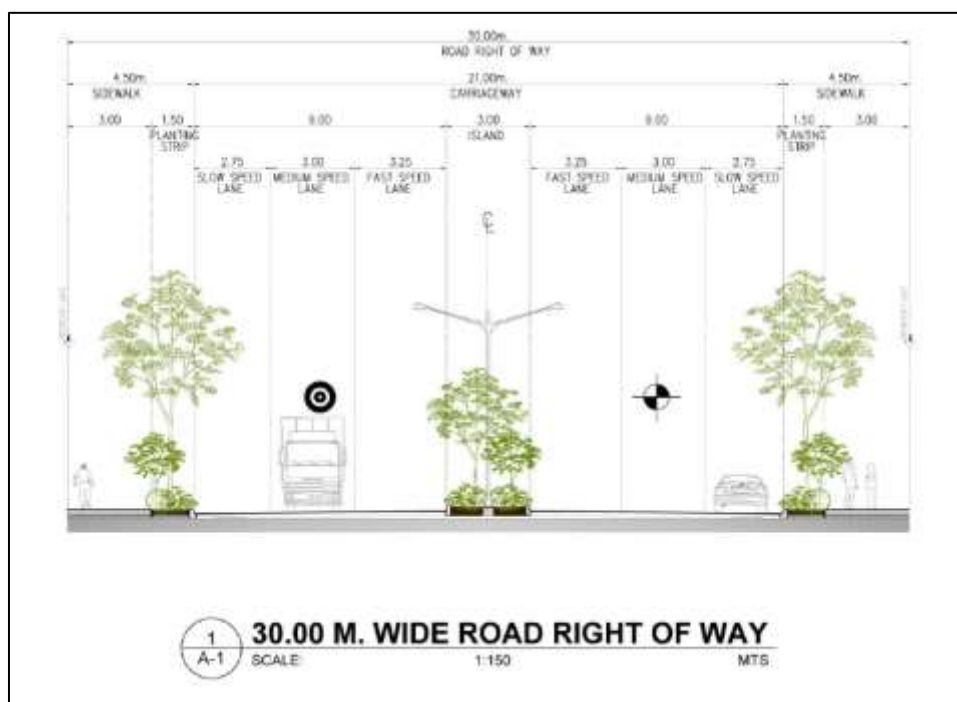 30.00m.
ROAD RIGHT OF WAY
4.50m. 21.00m. 4.50m.
SIDEWALK CARRIAGEWAY SIDEWALK
3.00 1.50 9.00 3.00 9.00 1.50 3.00
PLANTING STRIP ISLAND PLANTING STRIP
2.75 3.00 3.25 3.25 3.00 2.75
SLOW SPEED LANE MEDIUM SPEED LANE FAST SPEED LANE FAST SPEED LANE MEDIUM SPEED LANE SLOW SPEED LANE
1
A-1
30.00 M. WIDE ROAD RIGHT OF WAY
SCALE: 1:150 MTS